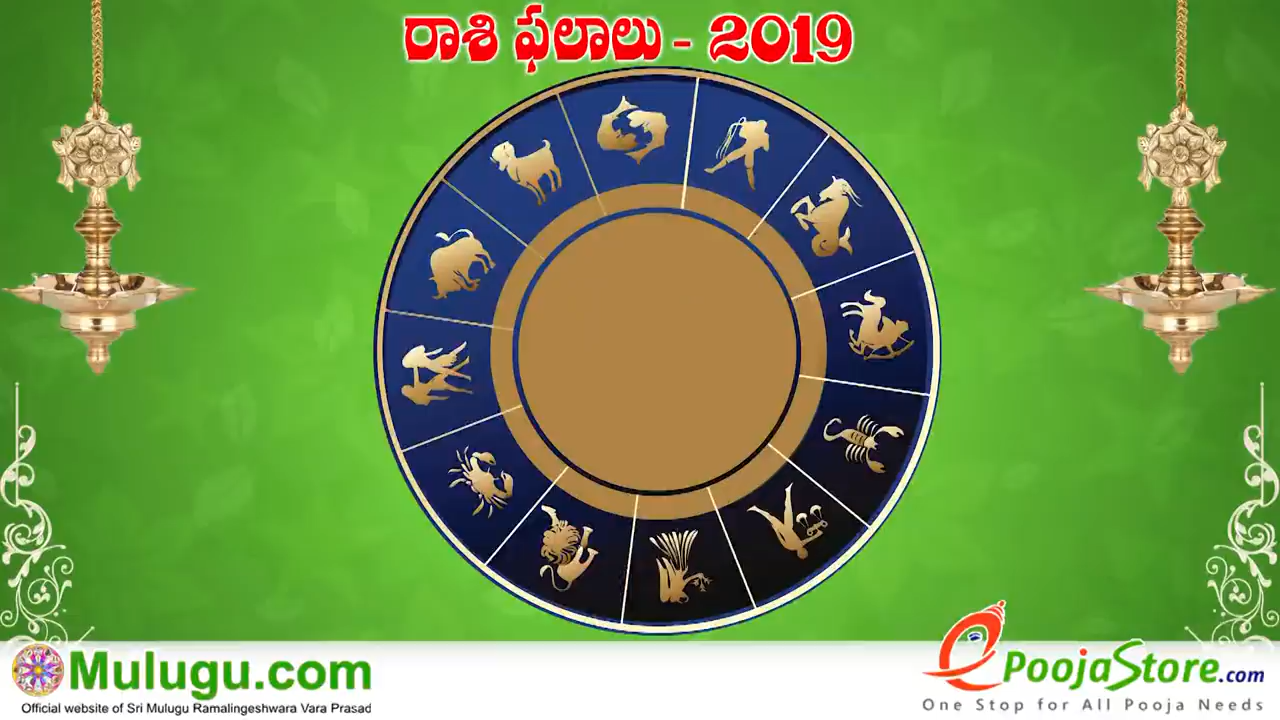 రాశి ఫలాలు - 2019
Mulugu.com
Official website of Sri Mulugu Ramalingeshwara Vara Prasad
ePoojaStore.com
One Stop for All Pooja Needs